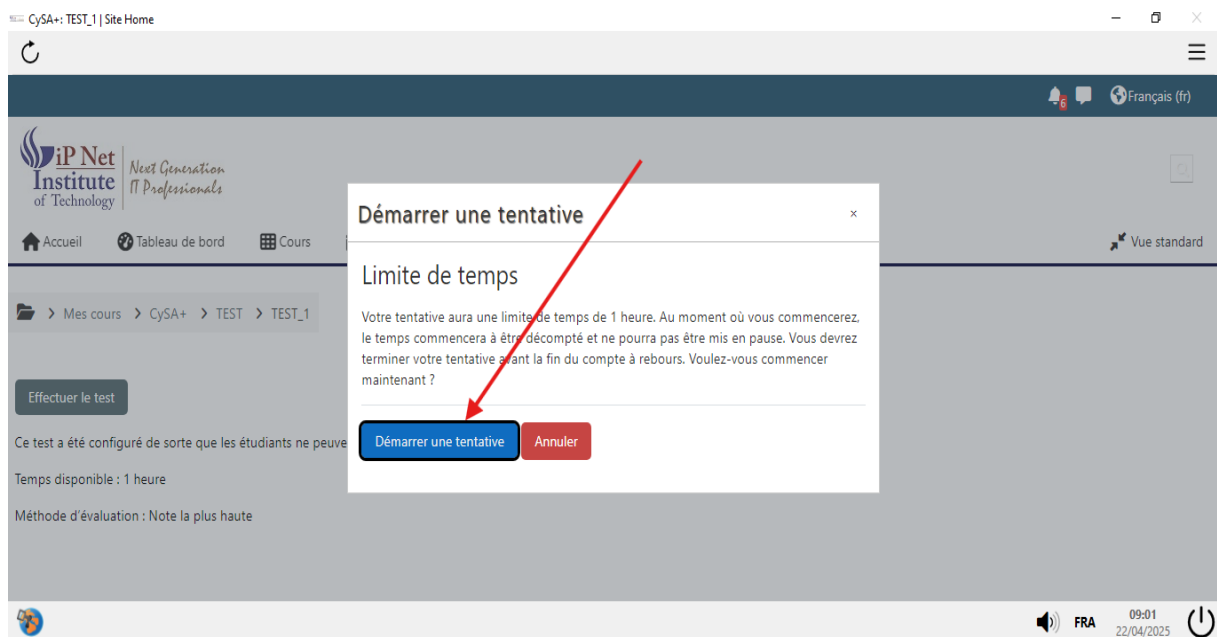 CySA+: TEST_1 | Site Home
6
Français (fr)
iP Net
Institute
of Technology
Next Generation
IT Professionals
Accueil
Tableau de bord
Cours
Vue standard
Mes cours > CySA+ > TEST > TEST_1
Effectuer le test
Ce test a été configuré de sorte que les étudiants ne peuve
Temps disponible : 1 heure
Méthode d’évaluation : Note la plus haute
Démarrer une tentative
×
Limite de temps
Votre tentative aura une limite de temps de 1 heure. Au moment où vous commencerez,
le temps commencera à être décompté et ne pourra pas être mis en pause. Vous devrez
terminer votre tentative avant la fin du compte à rebours. Voulez-vous commencer
maintenant ?
Démarrer une tentative
Annuler
FRA
09:01
22/04/2025